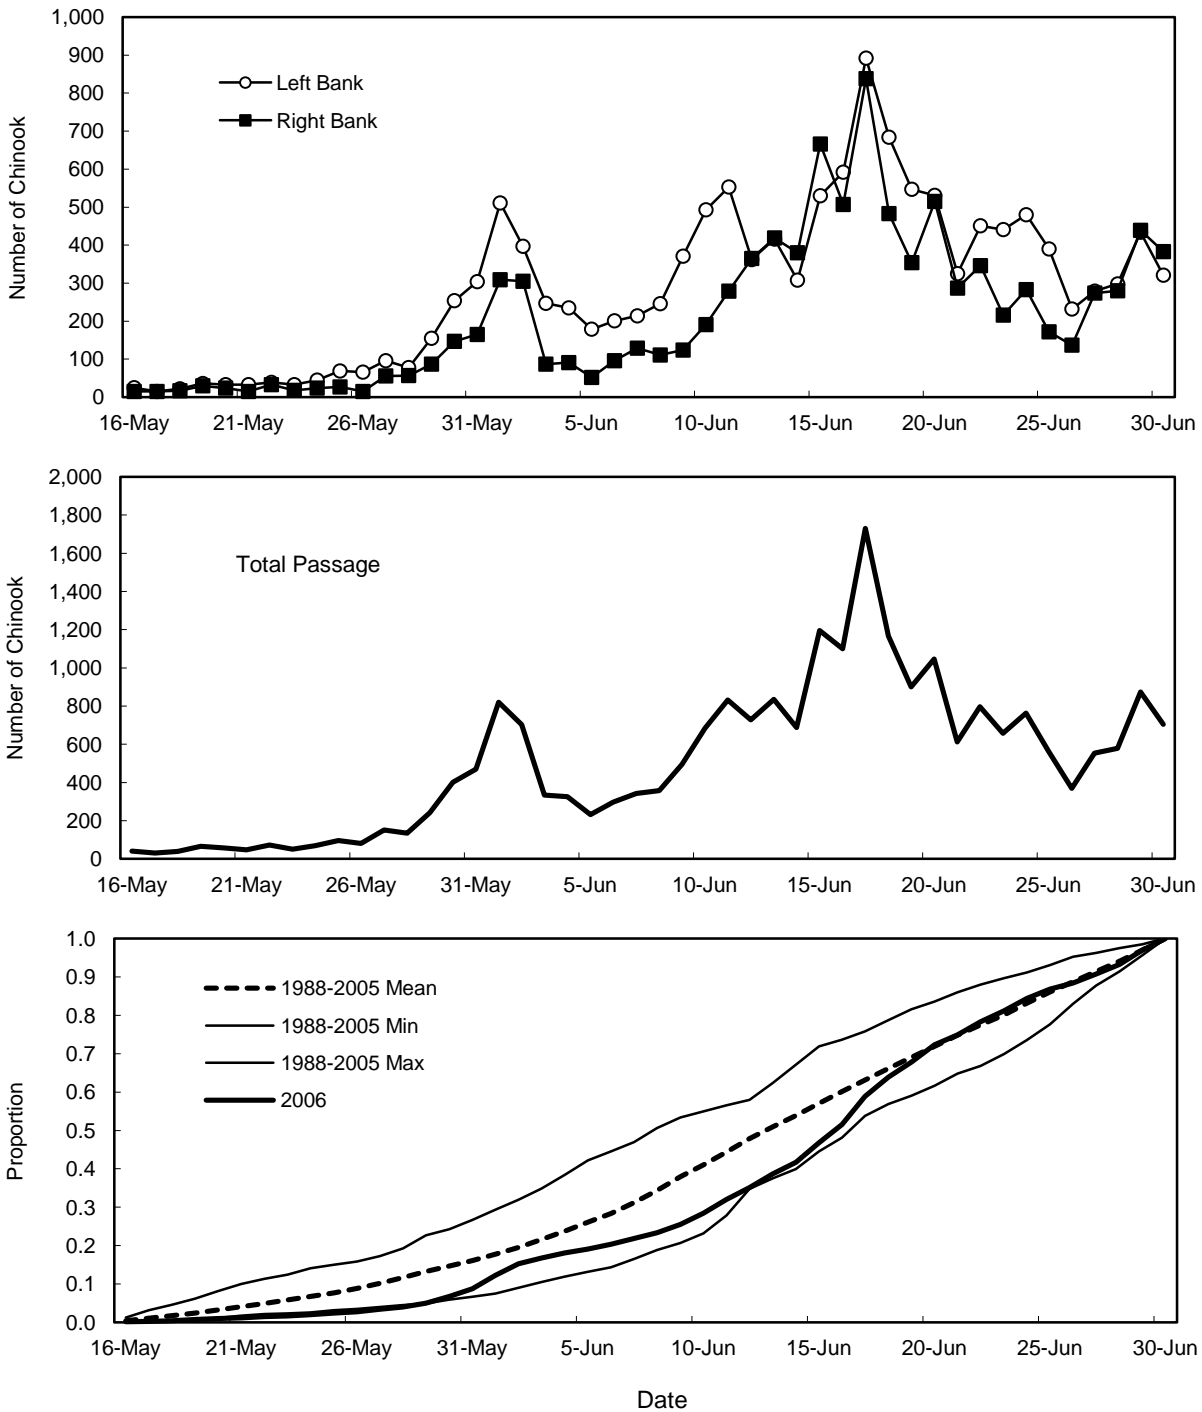 1,000
900
800
700
600
500
400
300
200
100
0
Number of Chinook
Left Bank
Right Bank
16-May 21-May 26-May 31-May 5-Jun 10-Jun 15-Jun 20-Jun 25-Jun 30-Jun
2,000
1,800
1,600
1,400
1,200
1,000
800
600
400
200
0
Number of Chinook
Total Passage
16-May 21-May 26-May 31-May 5-Jun 10-Jun 15-Jun 20-Jun 25-Jun 30-Jun
1.0
0.9
0.8
0.7
0.6
0.5
0.4
0.3
0.2
0.1
0.0
Proportion
1988-2005 Mean
1988-2005 Min
1988-2005 Max
2006
16-May 21-May 26-May 31-May 5-Jun 10-Jun 15-Jun 20-Jun 25-Jun 30-Jun
Date